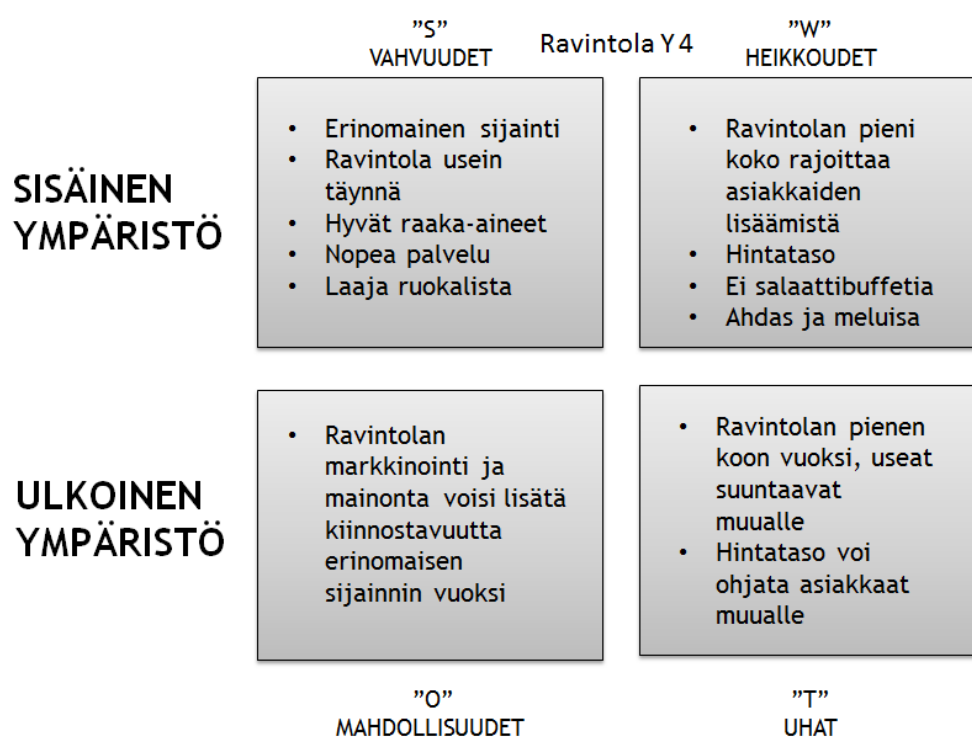 "S"
VAHVUUDET
Ravintola Y 4
"W"
HEIKKOUDET
SISÄINEN
YMPÄRISTÖ
• Erinomainen sijainti
• Ravintola usein
täynnä
• Hyvät raaka-aineet
• Nopea palvelu
• Laaja ruokalista
• Ravintolan pieni
koko rajoittaa
asiakkaiden
lisäämistä
• Hintataso
• Ei salaattibuffetia
• Ahdas ja meluisa
ULKOINEN
YMPÄRISTÖ
• Ravintolan
markkinointi ja
mainonta voisi lisätä
kiinnostavuutta
erinomaisen
sijainnin vuoksi
• Ravintolan pienen
koon vuoksi, useat
suuntaavat
muualle
• Hintataso voi
ohjata asiakkaat
muualle
"O"
MAHDOLLISUUDET
"T"
UHAT